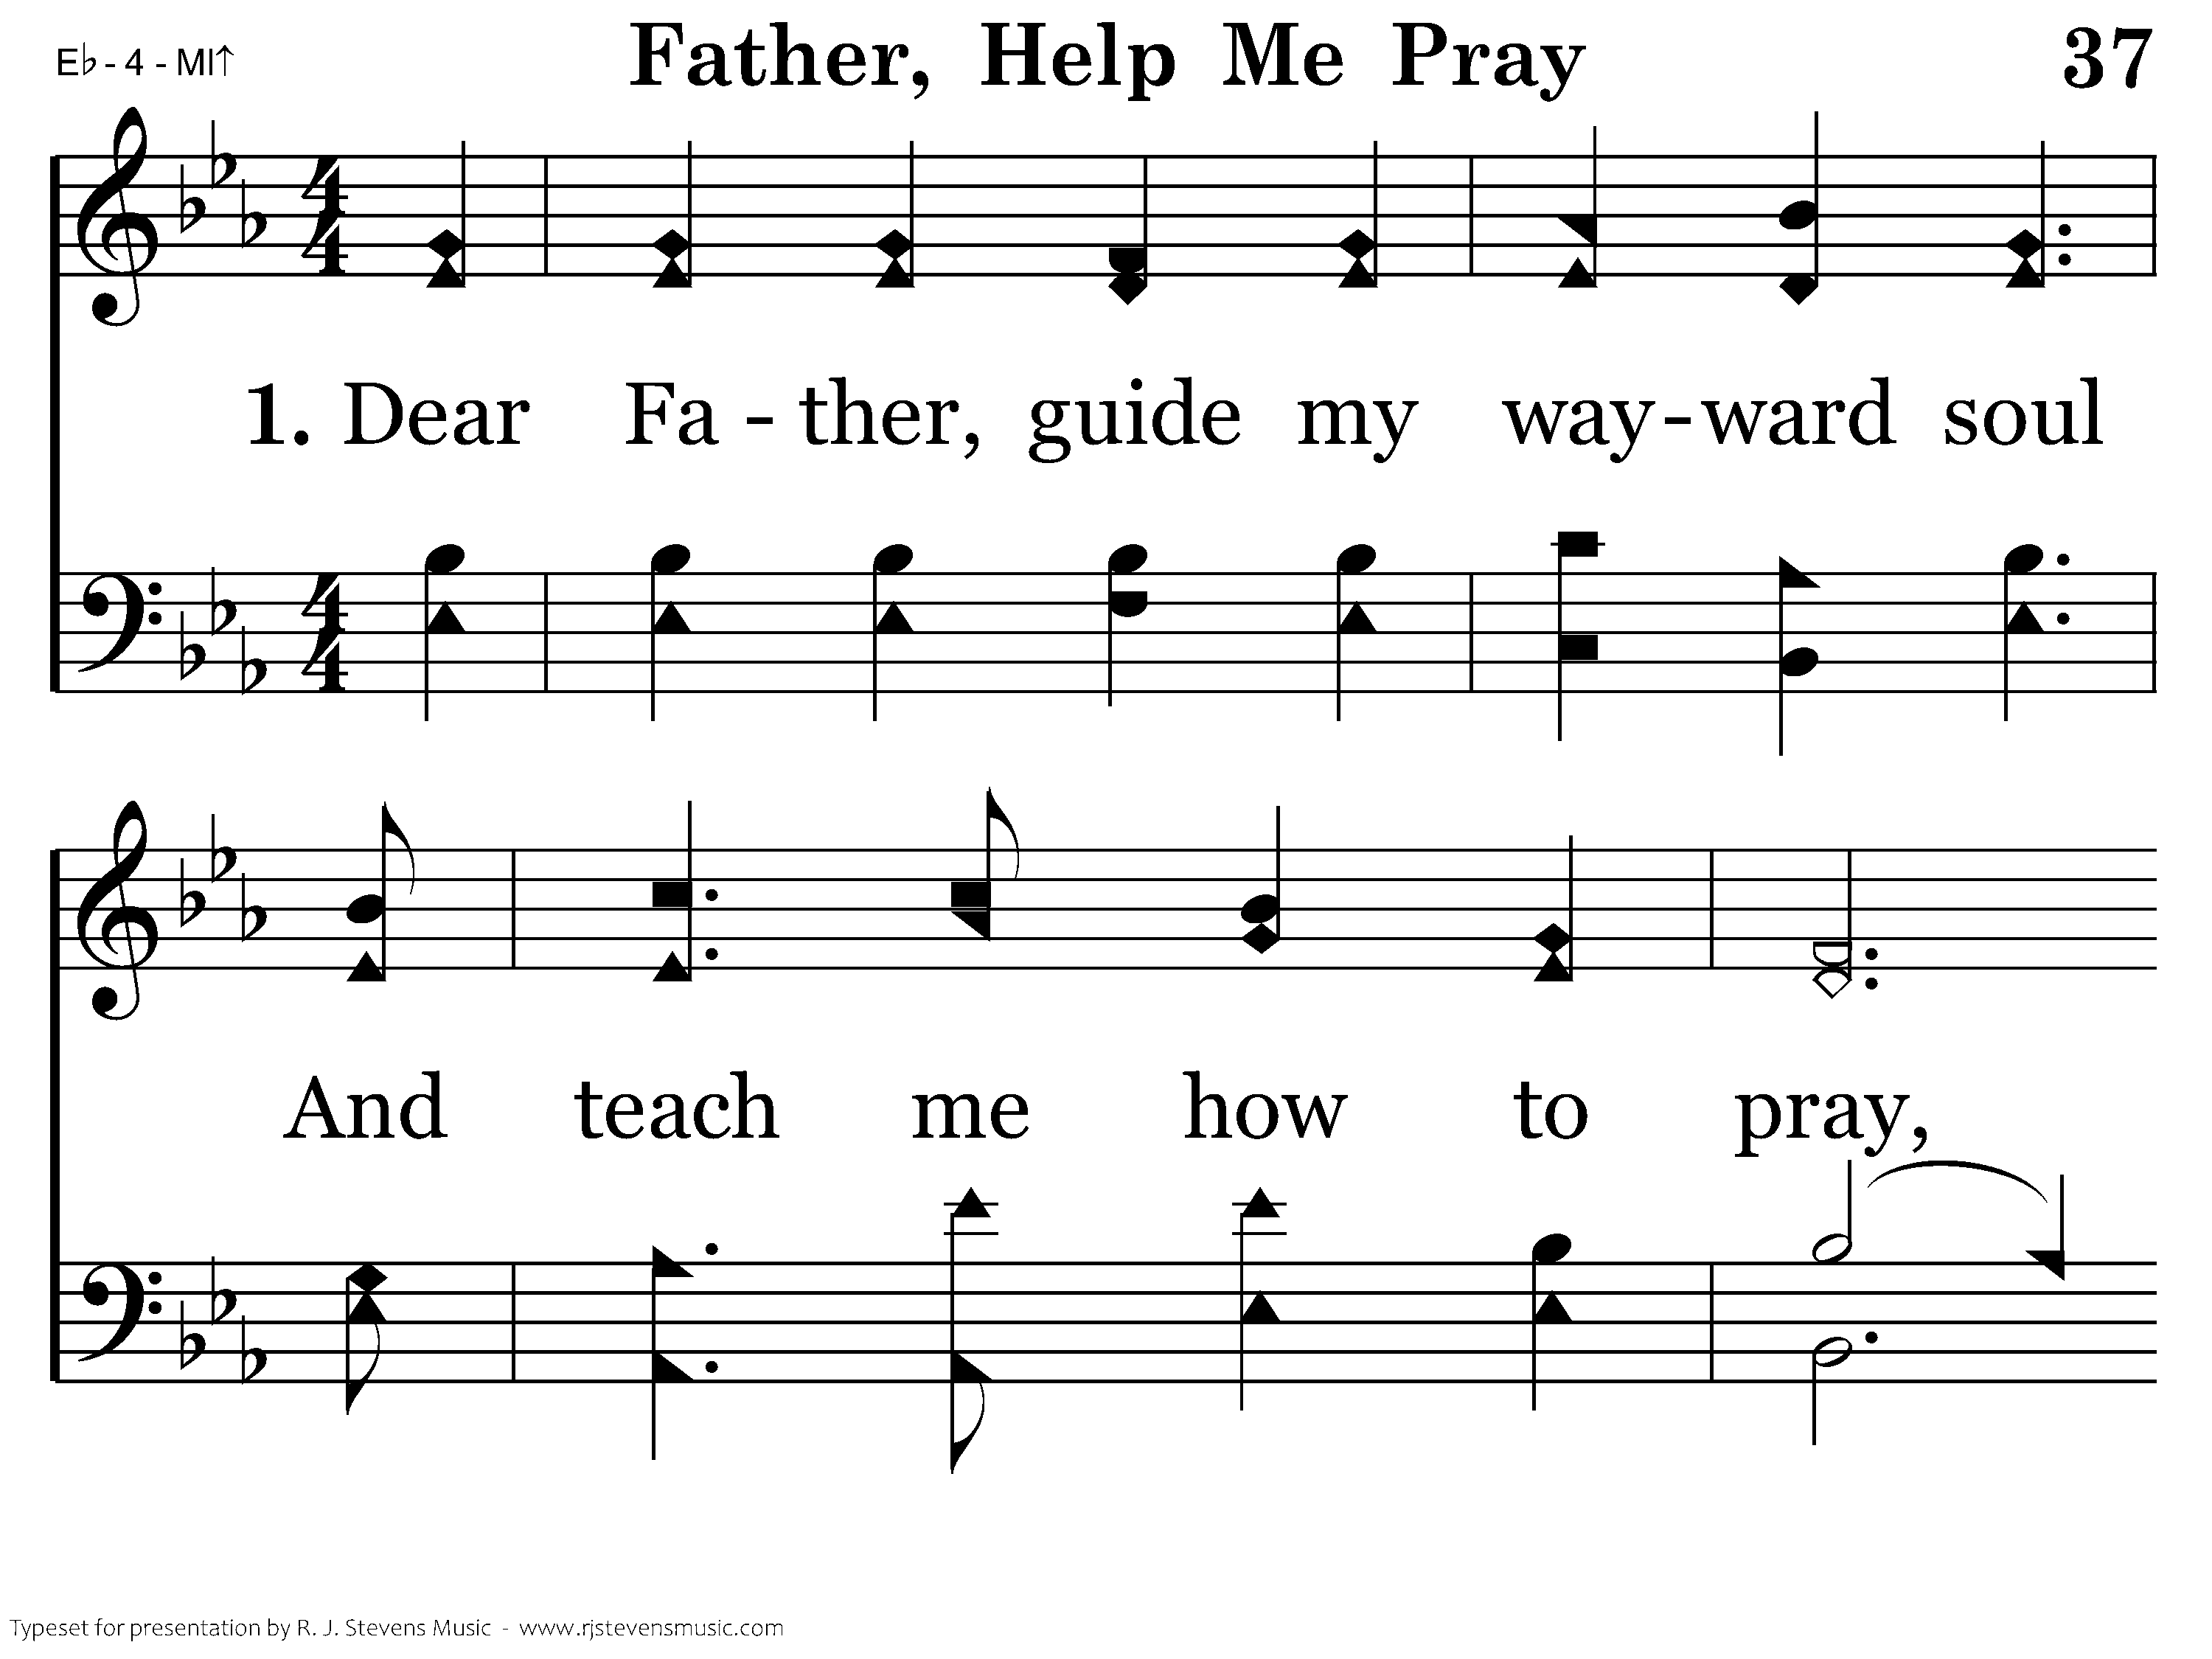 E♭ - 4 - MI↑ Father, Help Me Pray 37
1. Dear Fa - ther, guide my way - ward soul
And teach me how to pray,
Typeset for presentation by R. J. Stevens Music - www.rjstevensmusic.com